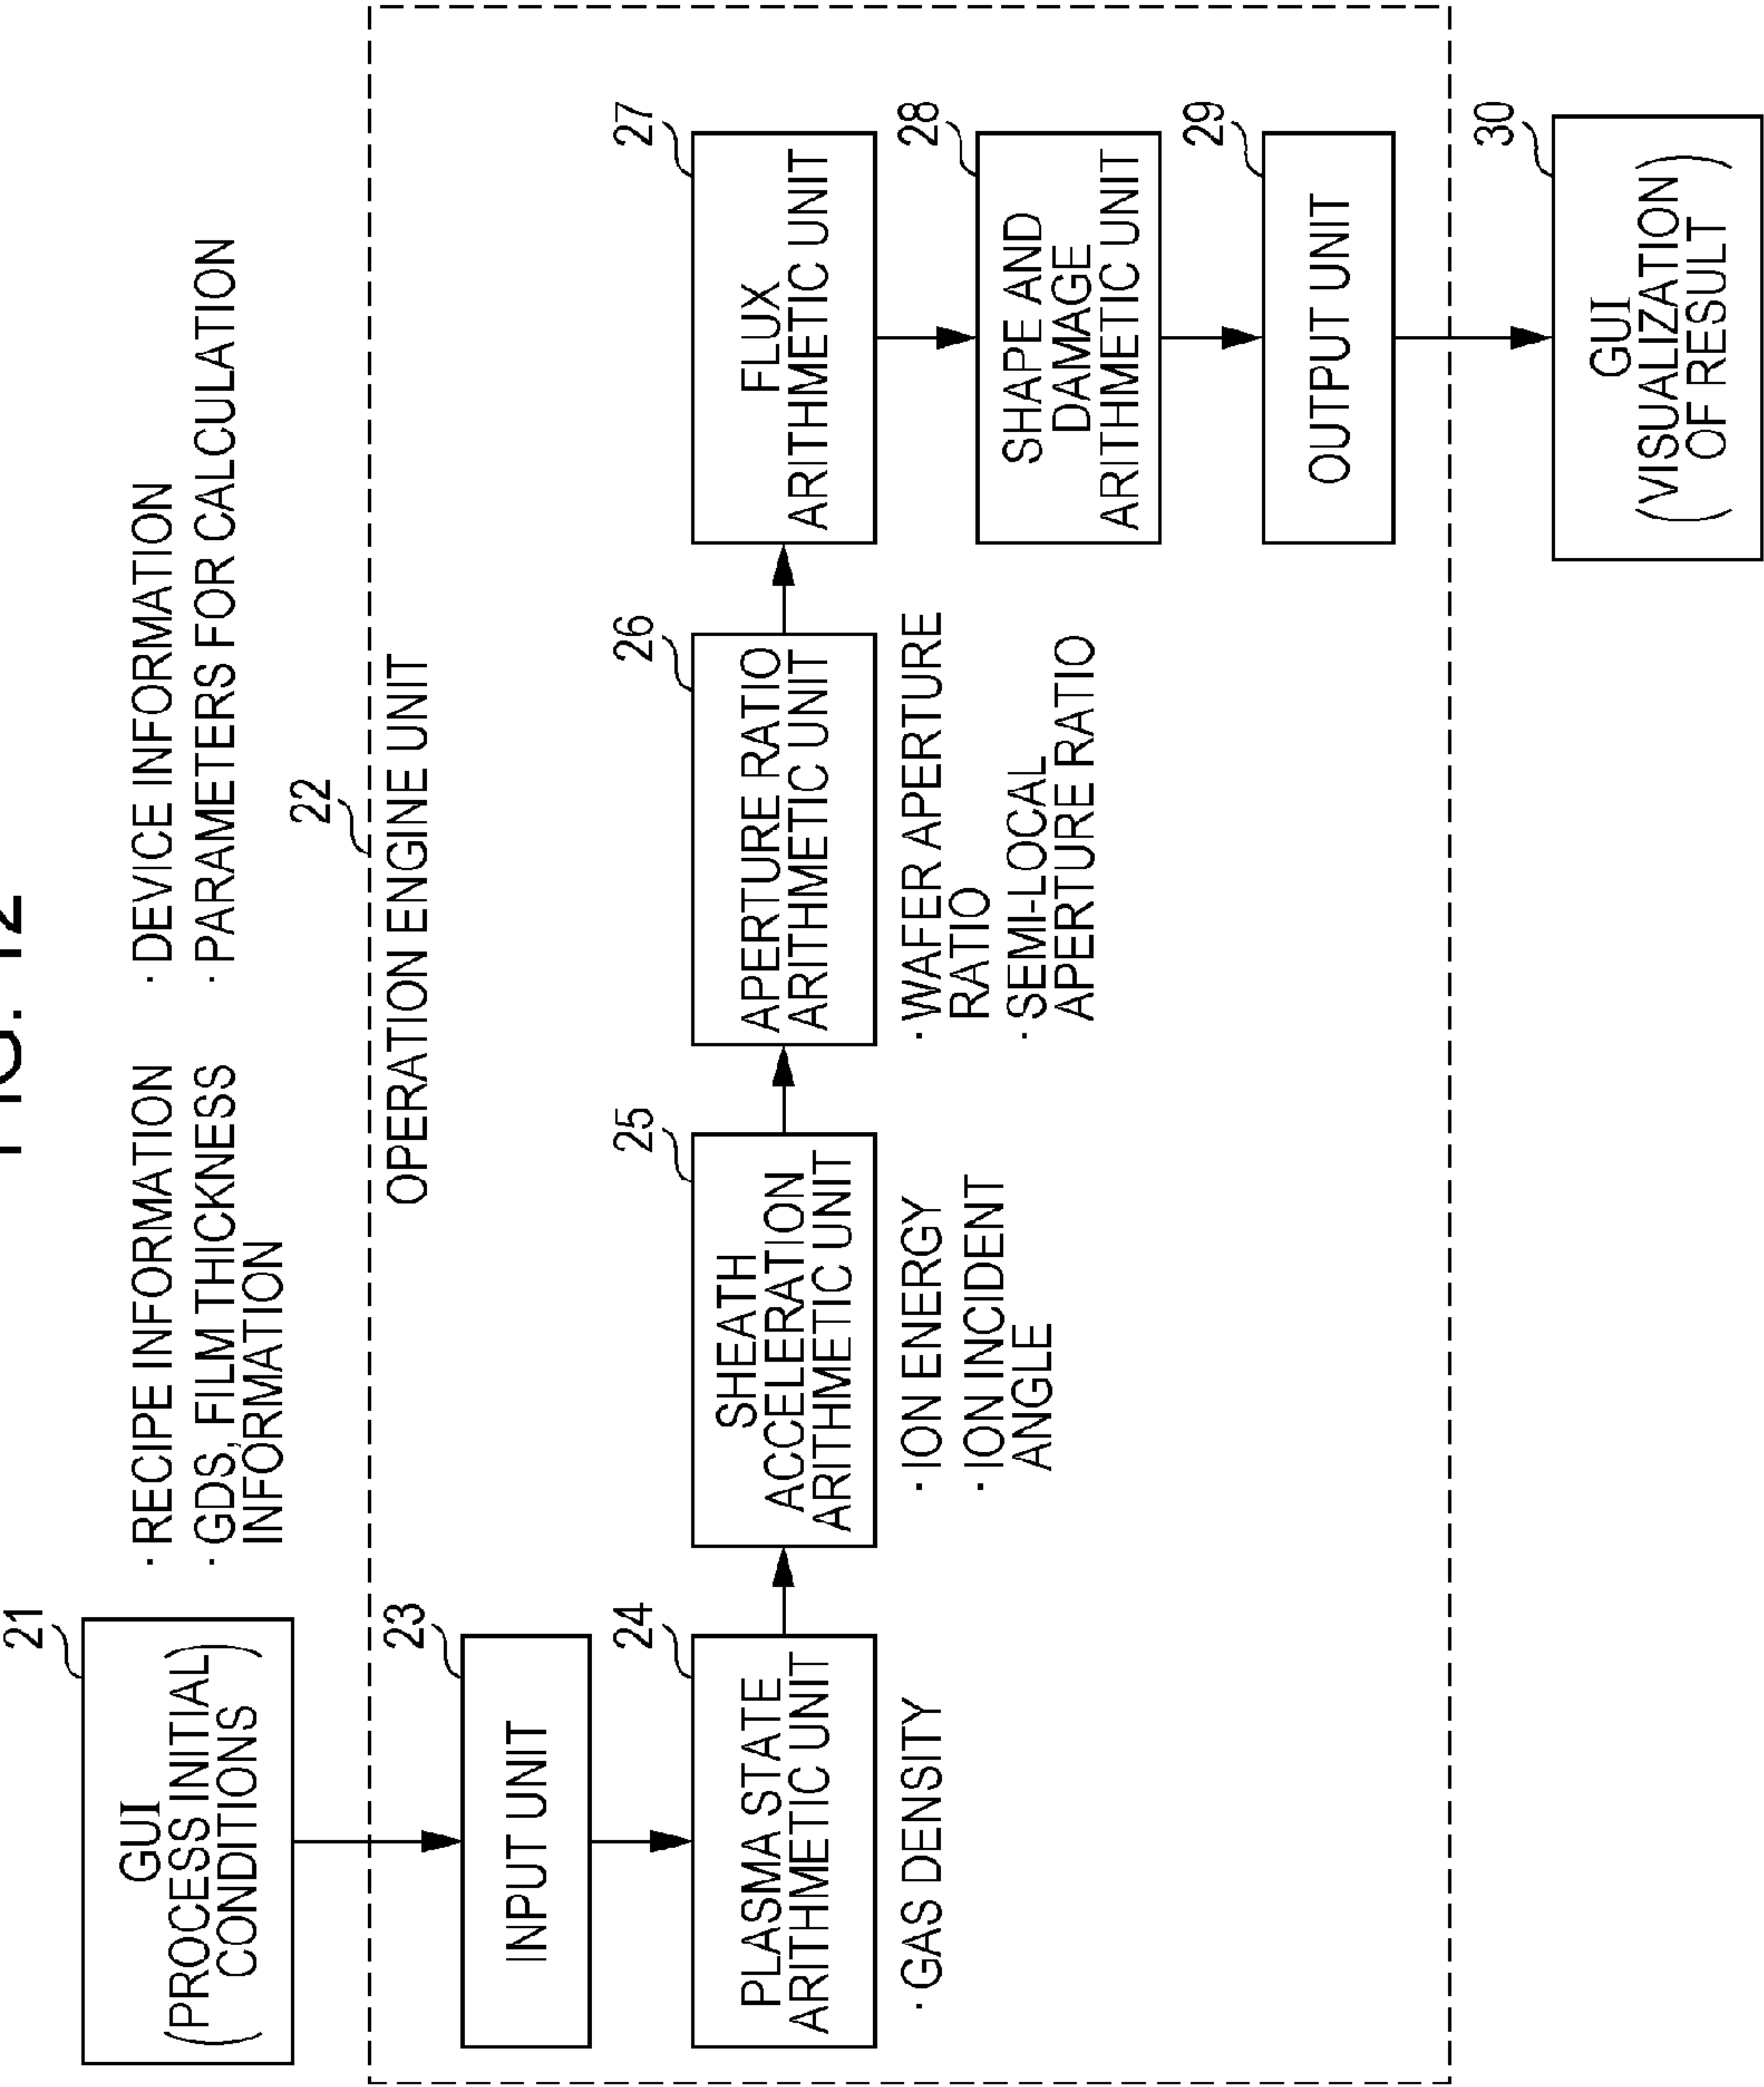 FIG. 12
21
GUI
(PROCESS INITIAL
CONDITIONS)
· RECIPE INFORMATION
· GDS, FILM THICKNESS
INFORMATION
· DEVICE INFORMATION
· PARAMETERS FOR CALCULATION
22
OPERATION ENGINE UNIT
23
INPUT UNIT
24
PLASMA STATE
ARITHMETIC UNIT
· GAS DENSITY
25
SHEATH
ACCELERATION
ARITHMETIC UNIT
· ION ENERGY
· ION INCIDENT
ANGLE
26
APERTURE RATIO
ARITHMETIC UNIT
· WAFER APERTURE
RATIO
· SEMI-LOCAL
APERTURE RATIO
27
FLUX
ARITHMETIC UNIT
28
SHAPE AND
DAMAGE
ARITHMETIC UNIT
29
OUTPUT UNIT
30
GUI
(VISUALIZATION
OF RESULT)